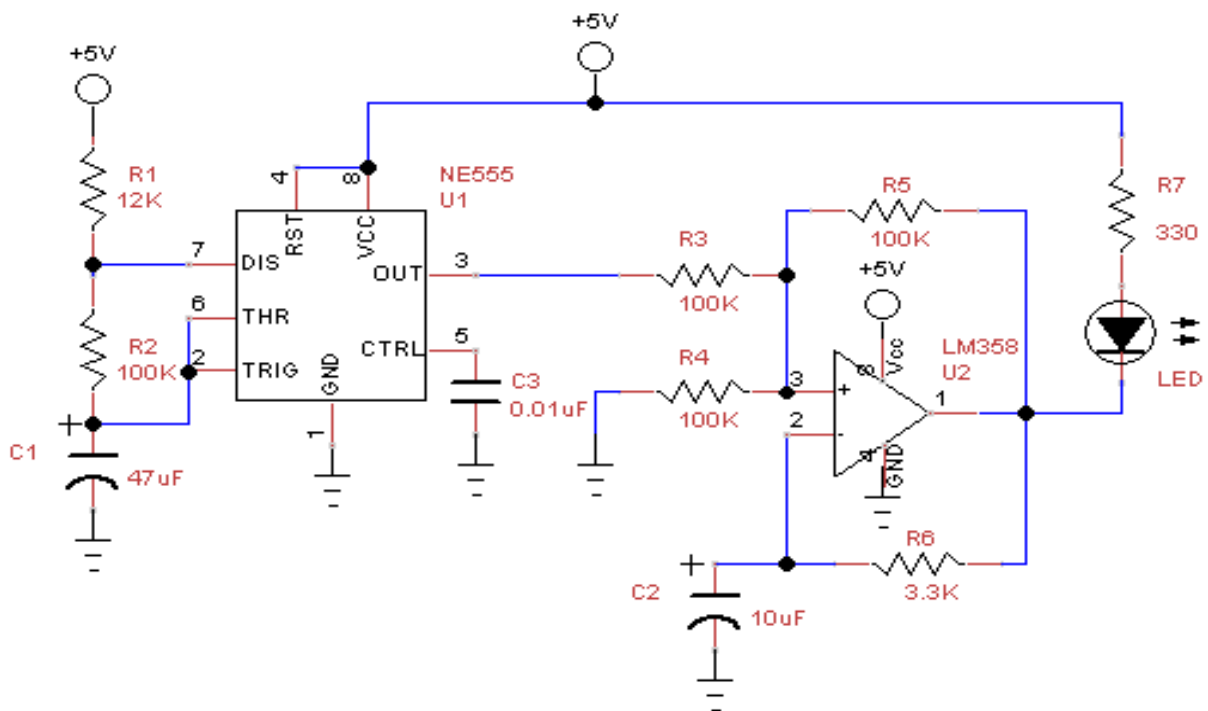 +5V
+5V
R1
12K
4
8
NE555
U1
RST
VCC
R5
100K
R7
330
7
DIS
OUT
3
R3
100K
+5V
6
THR
R2
100K
2
TRIG
CTRL
5
GND
1
C3
0.01uF
R4
100K
3
+
8
Vcc
LM358
U2
1
LED
2
-
4
GND
+
C1
47uF
R6
3.3K
+
C2
10uF